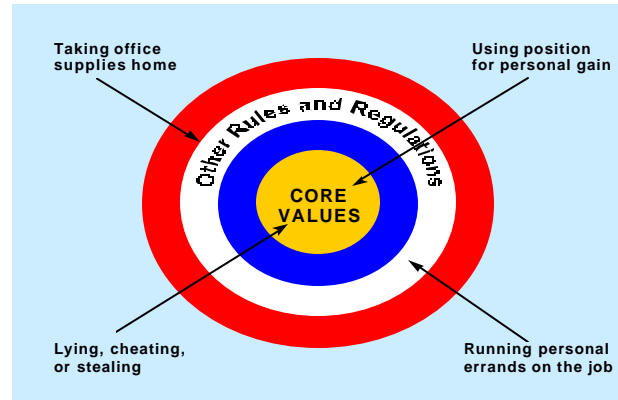 Taking office
supplies home
Using position
for personal gain
Other Rules and Regulations
CORE
VALUES
Lying, cheating,
or stealing
Running personal
errands on the job